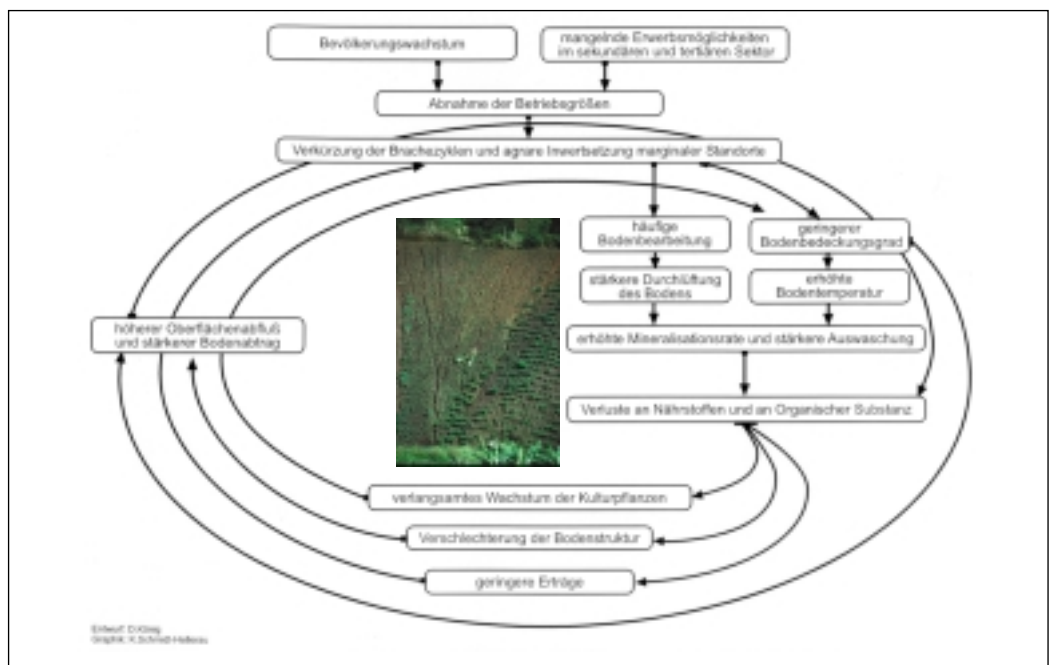 Bevölkerungswachstum
mangelnde Erwerbsmöglichkeiten
im sekundären und tertiären Sektor
Abnahme der Betriebsgrößen
Verkürzung der Brachezyklen und agrare Inwertsetzung marginaler Standorte
häufige
Bodenbearbeitung
geringerer
Bodenbedeckungsgrad
stärkere Durchlüftung
des Bodens
erhöhte
Bodentemperatur
höherer Oberflächenabfluß
und stärkerer Bodenabtrag
erhöhte Mineralisationsrate und stärkere Auswaschung
Verluste an Nährstoffen und an Organischer Substanz
verlangsamtes Wachstum der Kulturpflanzen
Verschlechterung der Bodenstruktur
geringere Erträge
Entwurf: D.König
Graphik: K.Schmidt-Hellerau